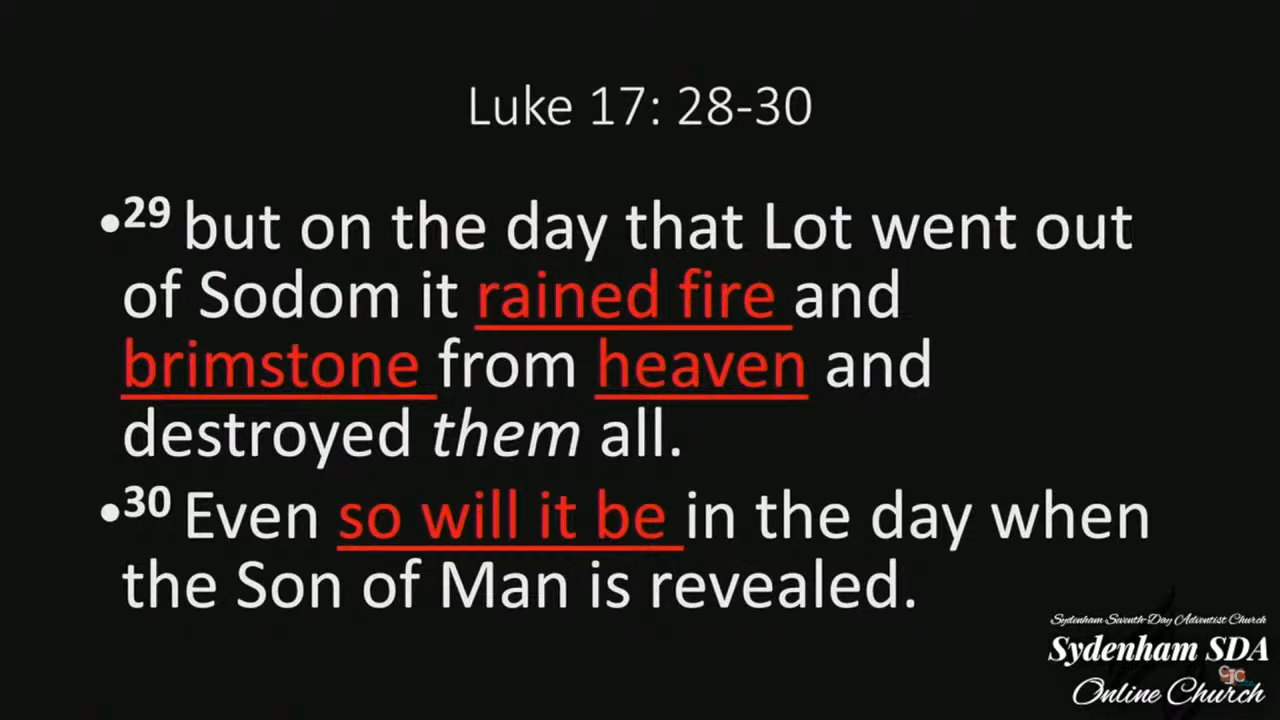 Luke 17: 28-30
•29 but on the day that Lot went out
of Sodom it rained fire and
brimstone from heaven and
destroyed them all.
•30 Even so will it be in the day when
the Son of Man is revealed.
Sydenham Seventh-Day Adventist Church
Sydenham SDA
CTC
Online Church